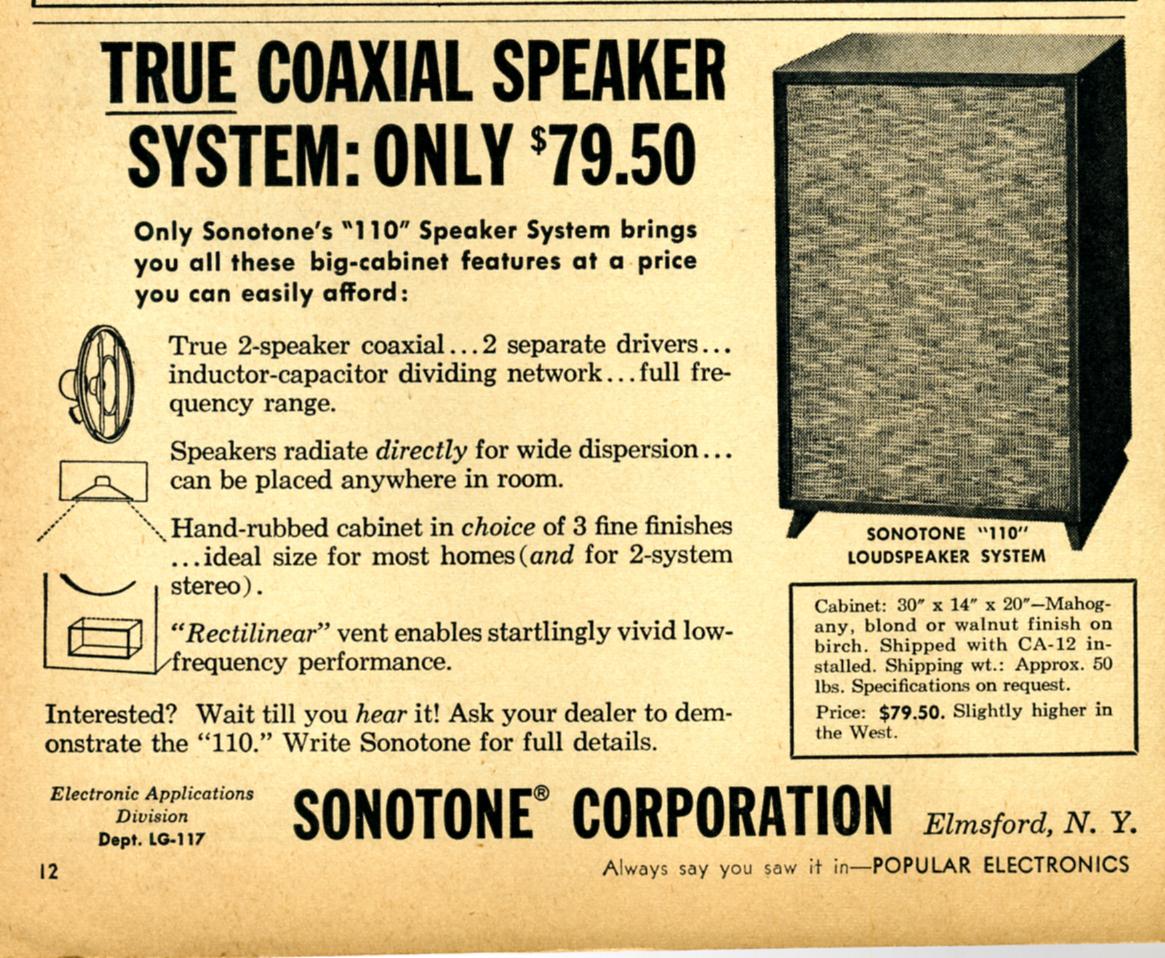 TRUE COAXIAL SPEAKER
SYSTEM: ONLY $79.50
Only Sonotone's "110" Speaker System brings
you all these big-cabinet features at a price
you can easily afford:
True 2-speaker coaxial...2 separate drivers...
inductor-capacitor dividing network...full fre-
quency range.
Speakers radiate directly for wide dispersion...
can be placed anywhere in room.
Hand-rubbed cabinet in choice of 3 fine finishes
...ideal size for most homes (and for 2-system
stereo).
"Rectilinear" vent enables startlingly vivid low-
frequency performance.
Interested? Wait till you hear it! Ask your dealer to dem-
onstrate the "110." Write Sonotone for full details.
SONOTONE "110"
LOUDSPEAKER SYSTEM
Cabinet: 30" x 14" x 20"—Mahog-
any, blond or walnut finish on
birch. Shipped with CA-12 in-
stalled. Shipping wt.: Approx. 50
lbs. Specifications on request.
Price: $79.50. Slightly higher in
the West.
Electronic Applications
Division
Dept. LG-117
SONOTONE® CORPORATION
Elmsford, N. Y.
12
Always say you saw it in—POPULAR ELECTRONICS